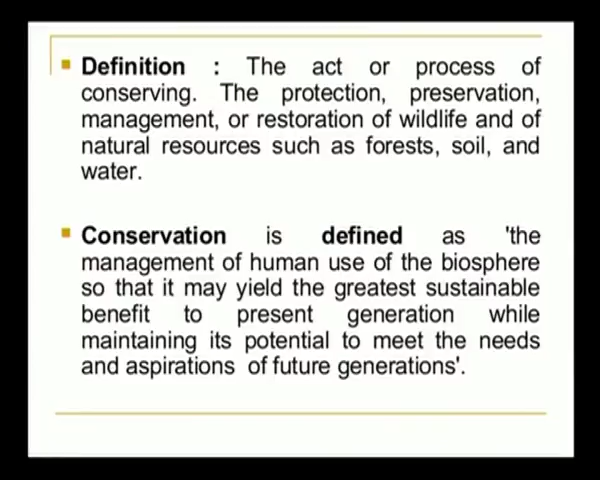 Definition : The act or process of
conserving. The protection, preservation,
management, or restoration of wildlife and of
natural resources such as forests, soil, and
water.
Conservation is defined as 'the
management of human use of the biosphere
so that it may yield the greatest sustainable
benefit to present generation while
maintaining its potential to meet the needs
and aspirations of future generations'.